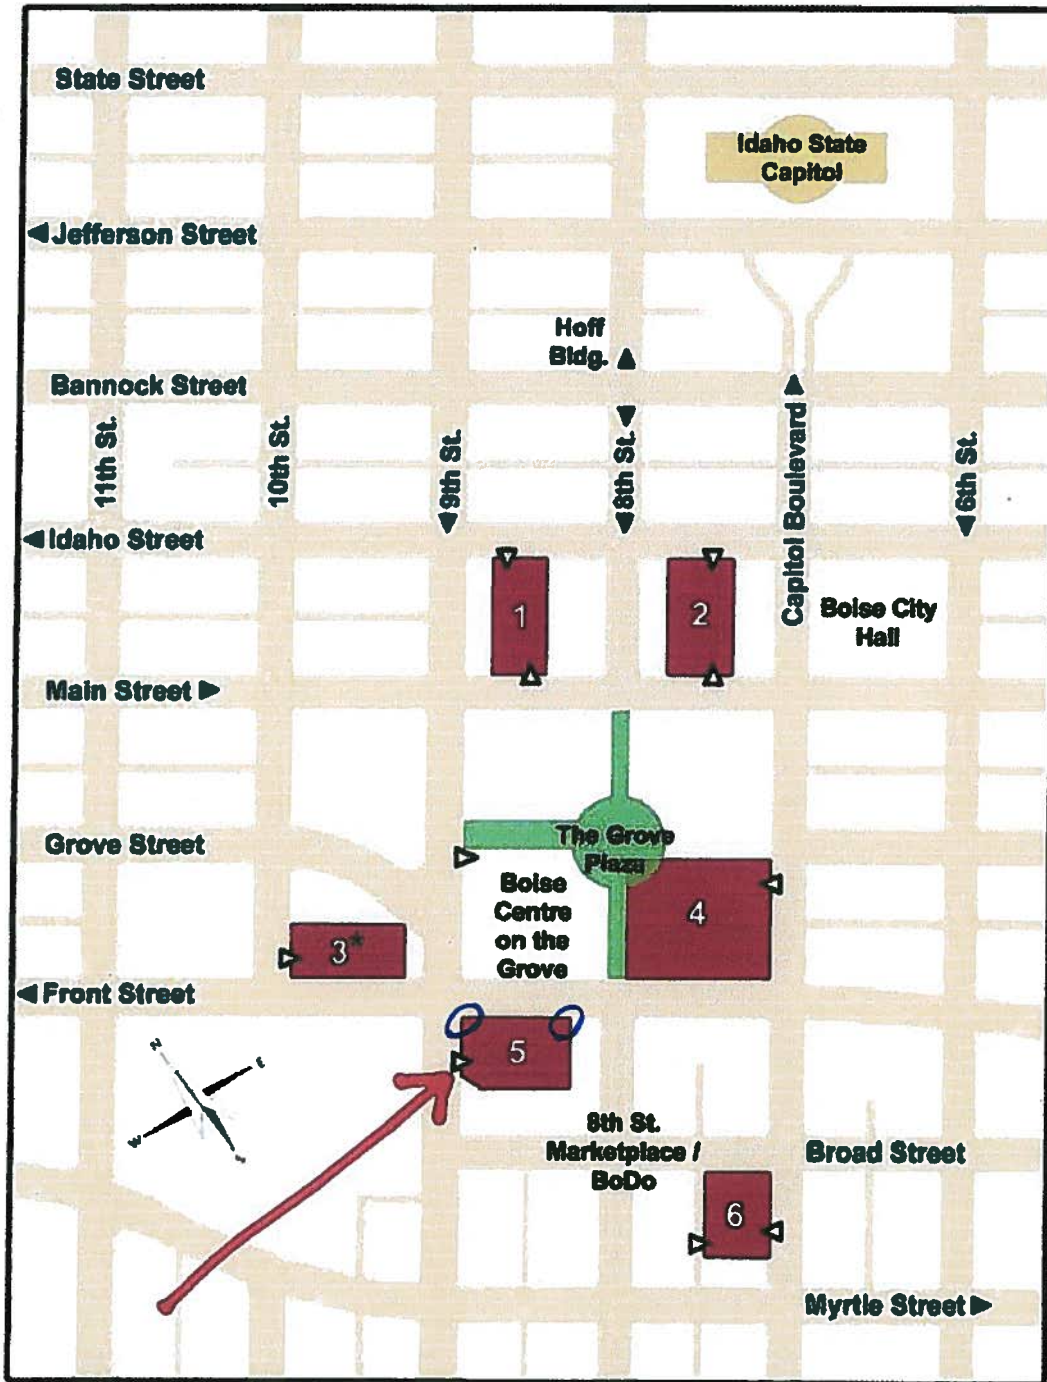 State Street
Idaho State
Capitol
Jefferson Street
Hoff
Bldg.
Bannock Street
11th St.
10th St.
9th St.
8th St.
Capitol Boulevard
6th St.
Idaho Street
1
2
Boise City
Hall
Main Street
Grove Street
The Grove
Plaza
Boise
Centre
on the
Grove
4
3*
Front Street
5
N
E
W
8th St.
Marketplace /
BoDo
Broad Street
6
Myrtle Street